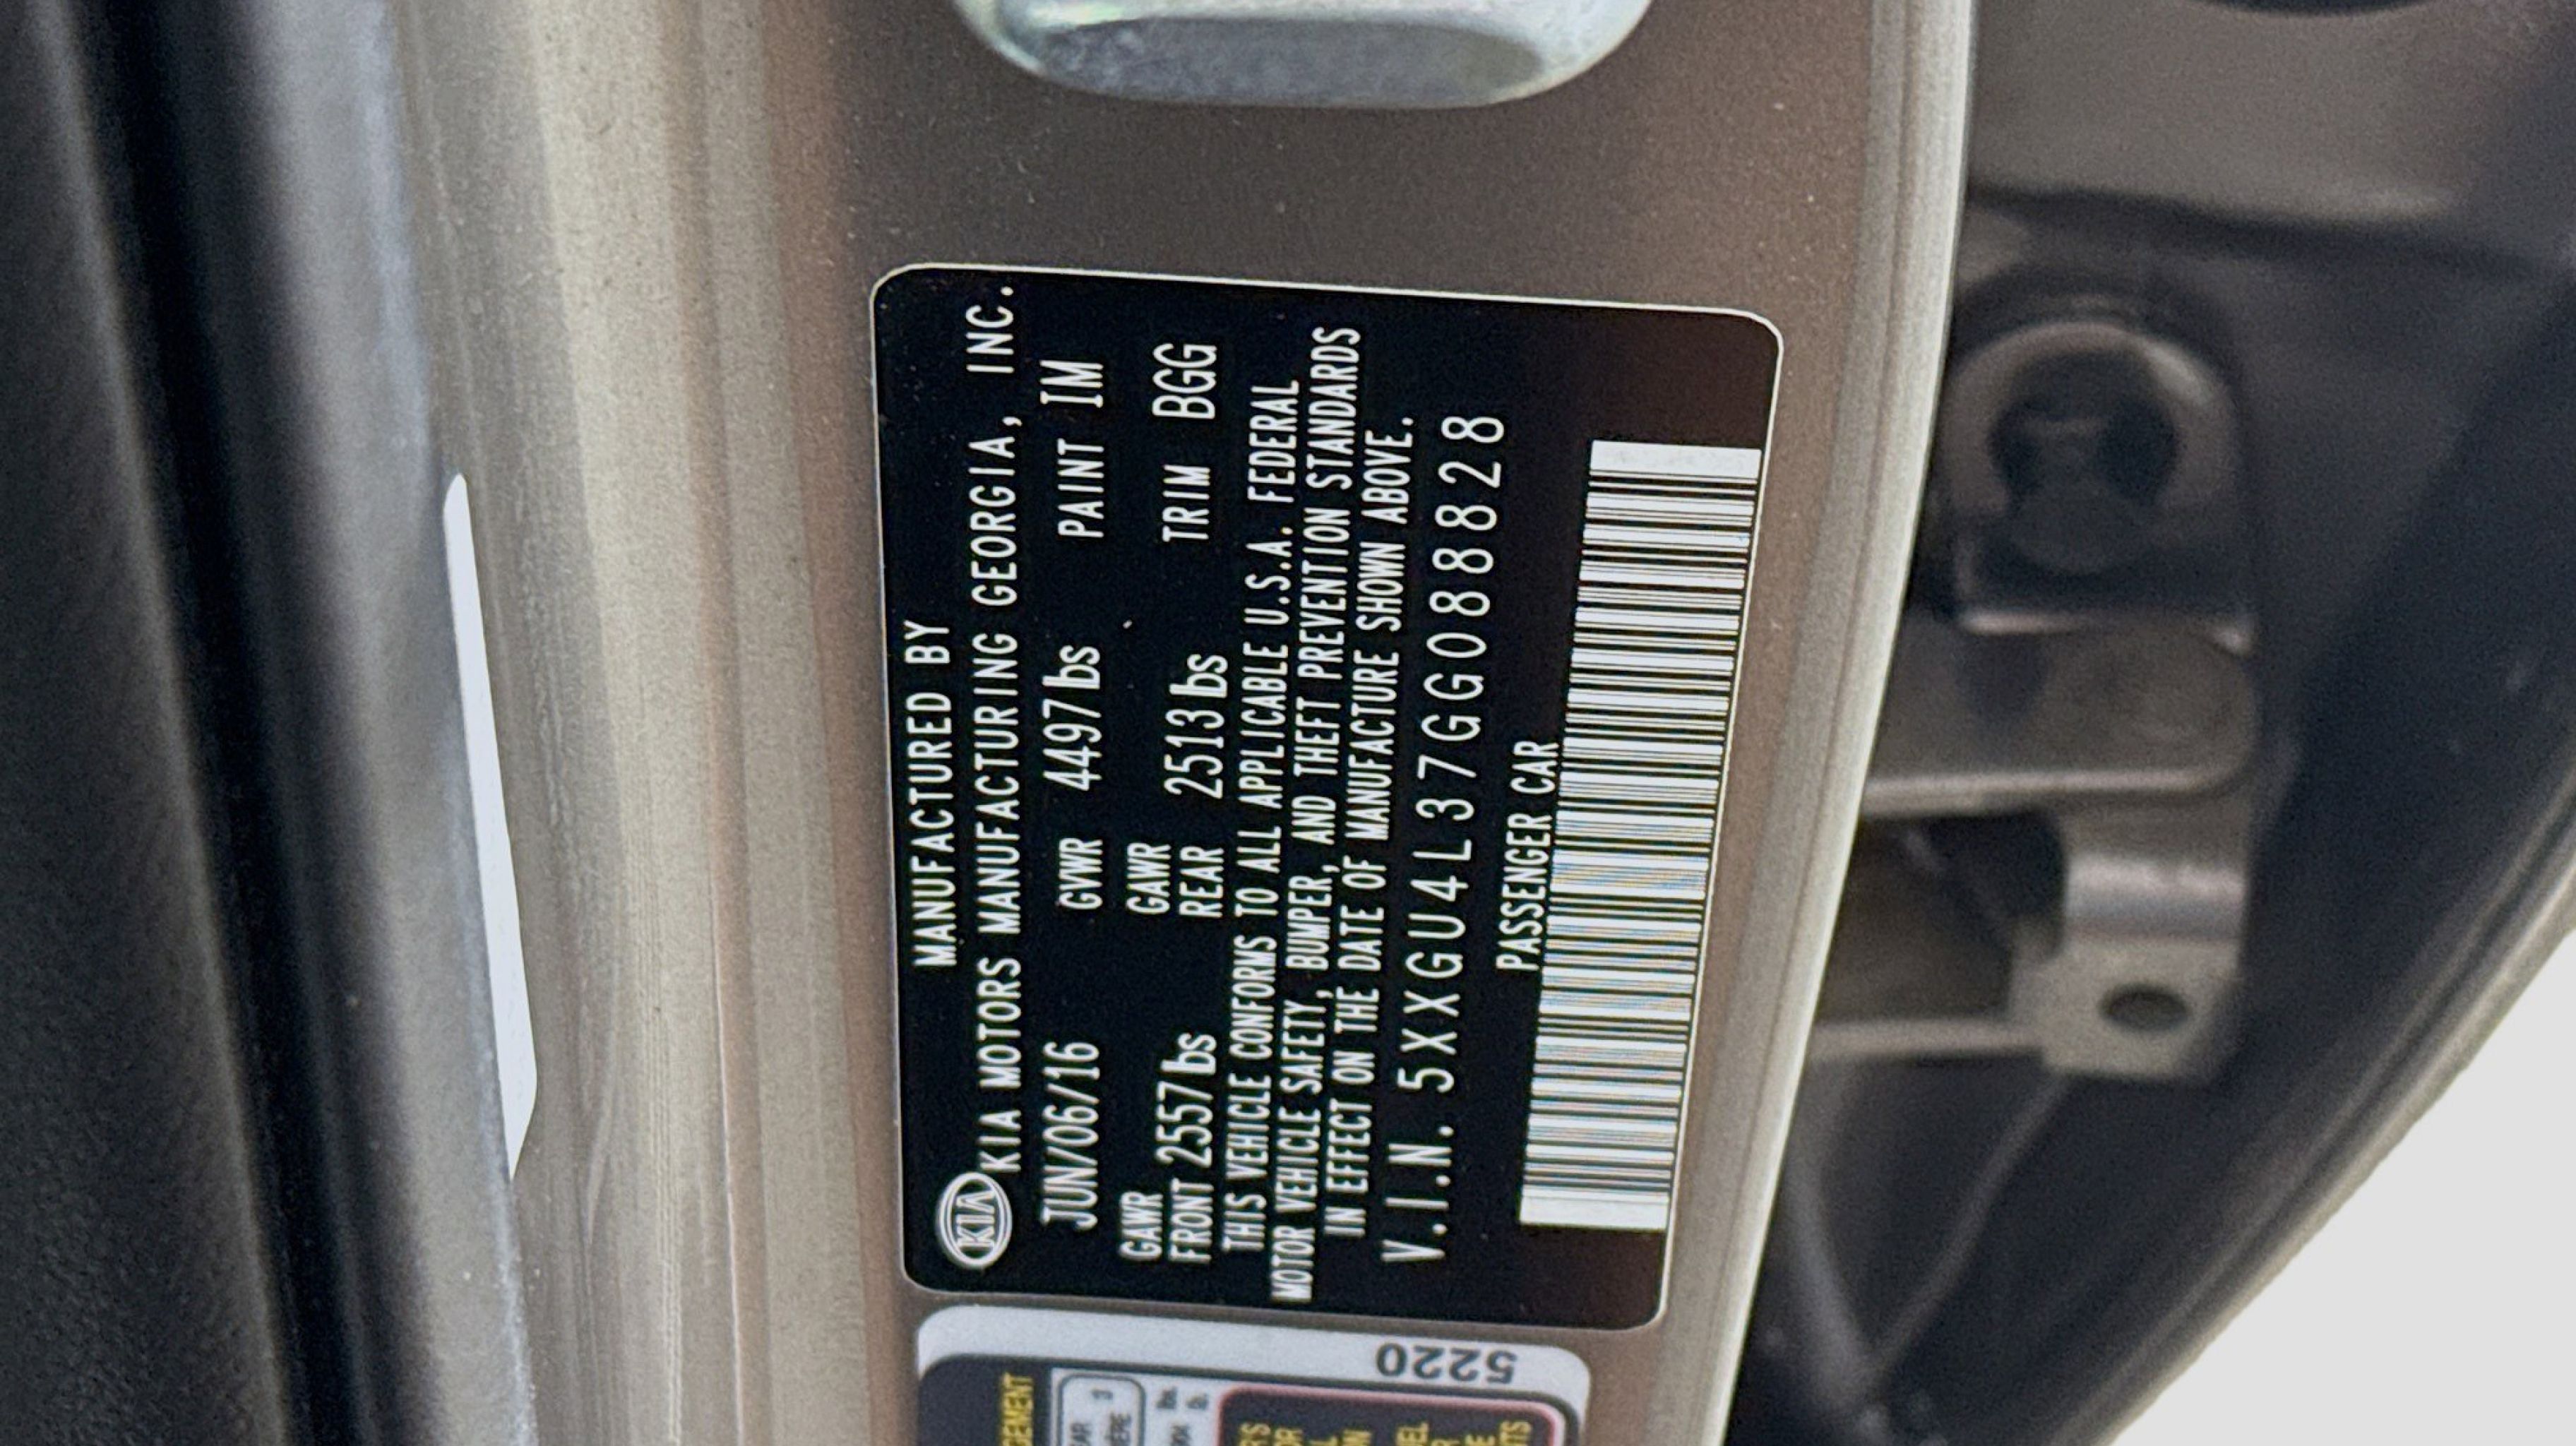 MANUFACTURED BY
KIA KIA MOTORS MANUFACTURING GEORGIA, INC.
JUN/06/16 GVWR 4497lbs PAINT IM
GAWR FRONT 2557lbs GAWR REAR 2513lbs TRIM BGG
THIS VEHICLE CONFORMS TO ALL APPLICABLE U.S.A. FEDERAL
MOTOR VEHICLE SAFETY, BUMPER, AND THEFT PREVENTION STANDARDS
IN EFFECT ON THE DATE OF MANUFACTURE SHOWN ABOVE.
V.I.N. 5XXGU4L37GG088828
PASSENGER CAR
5220